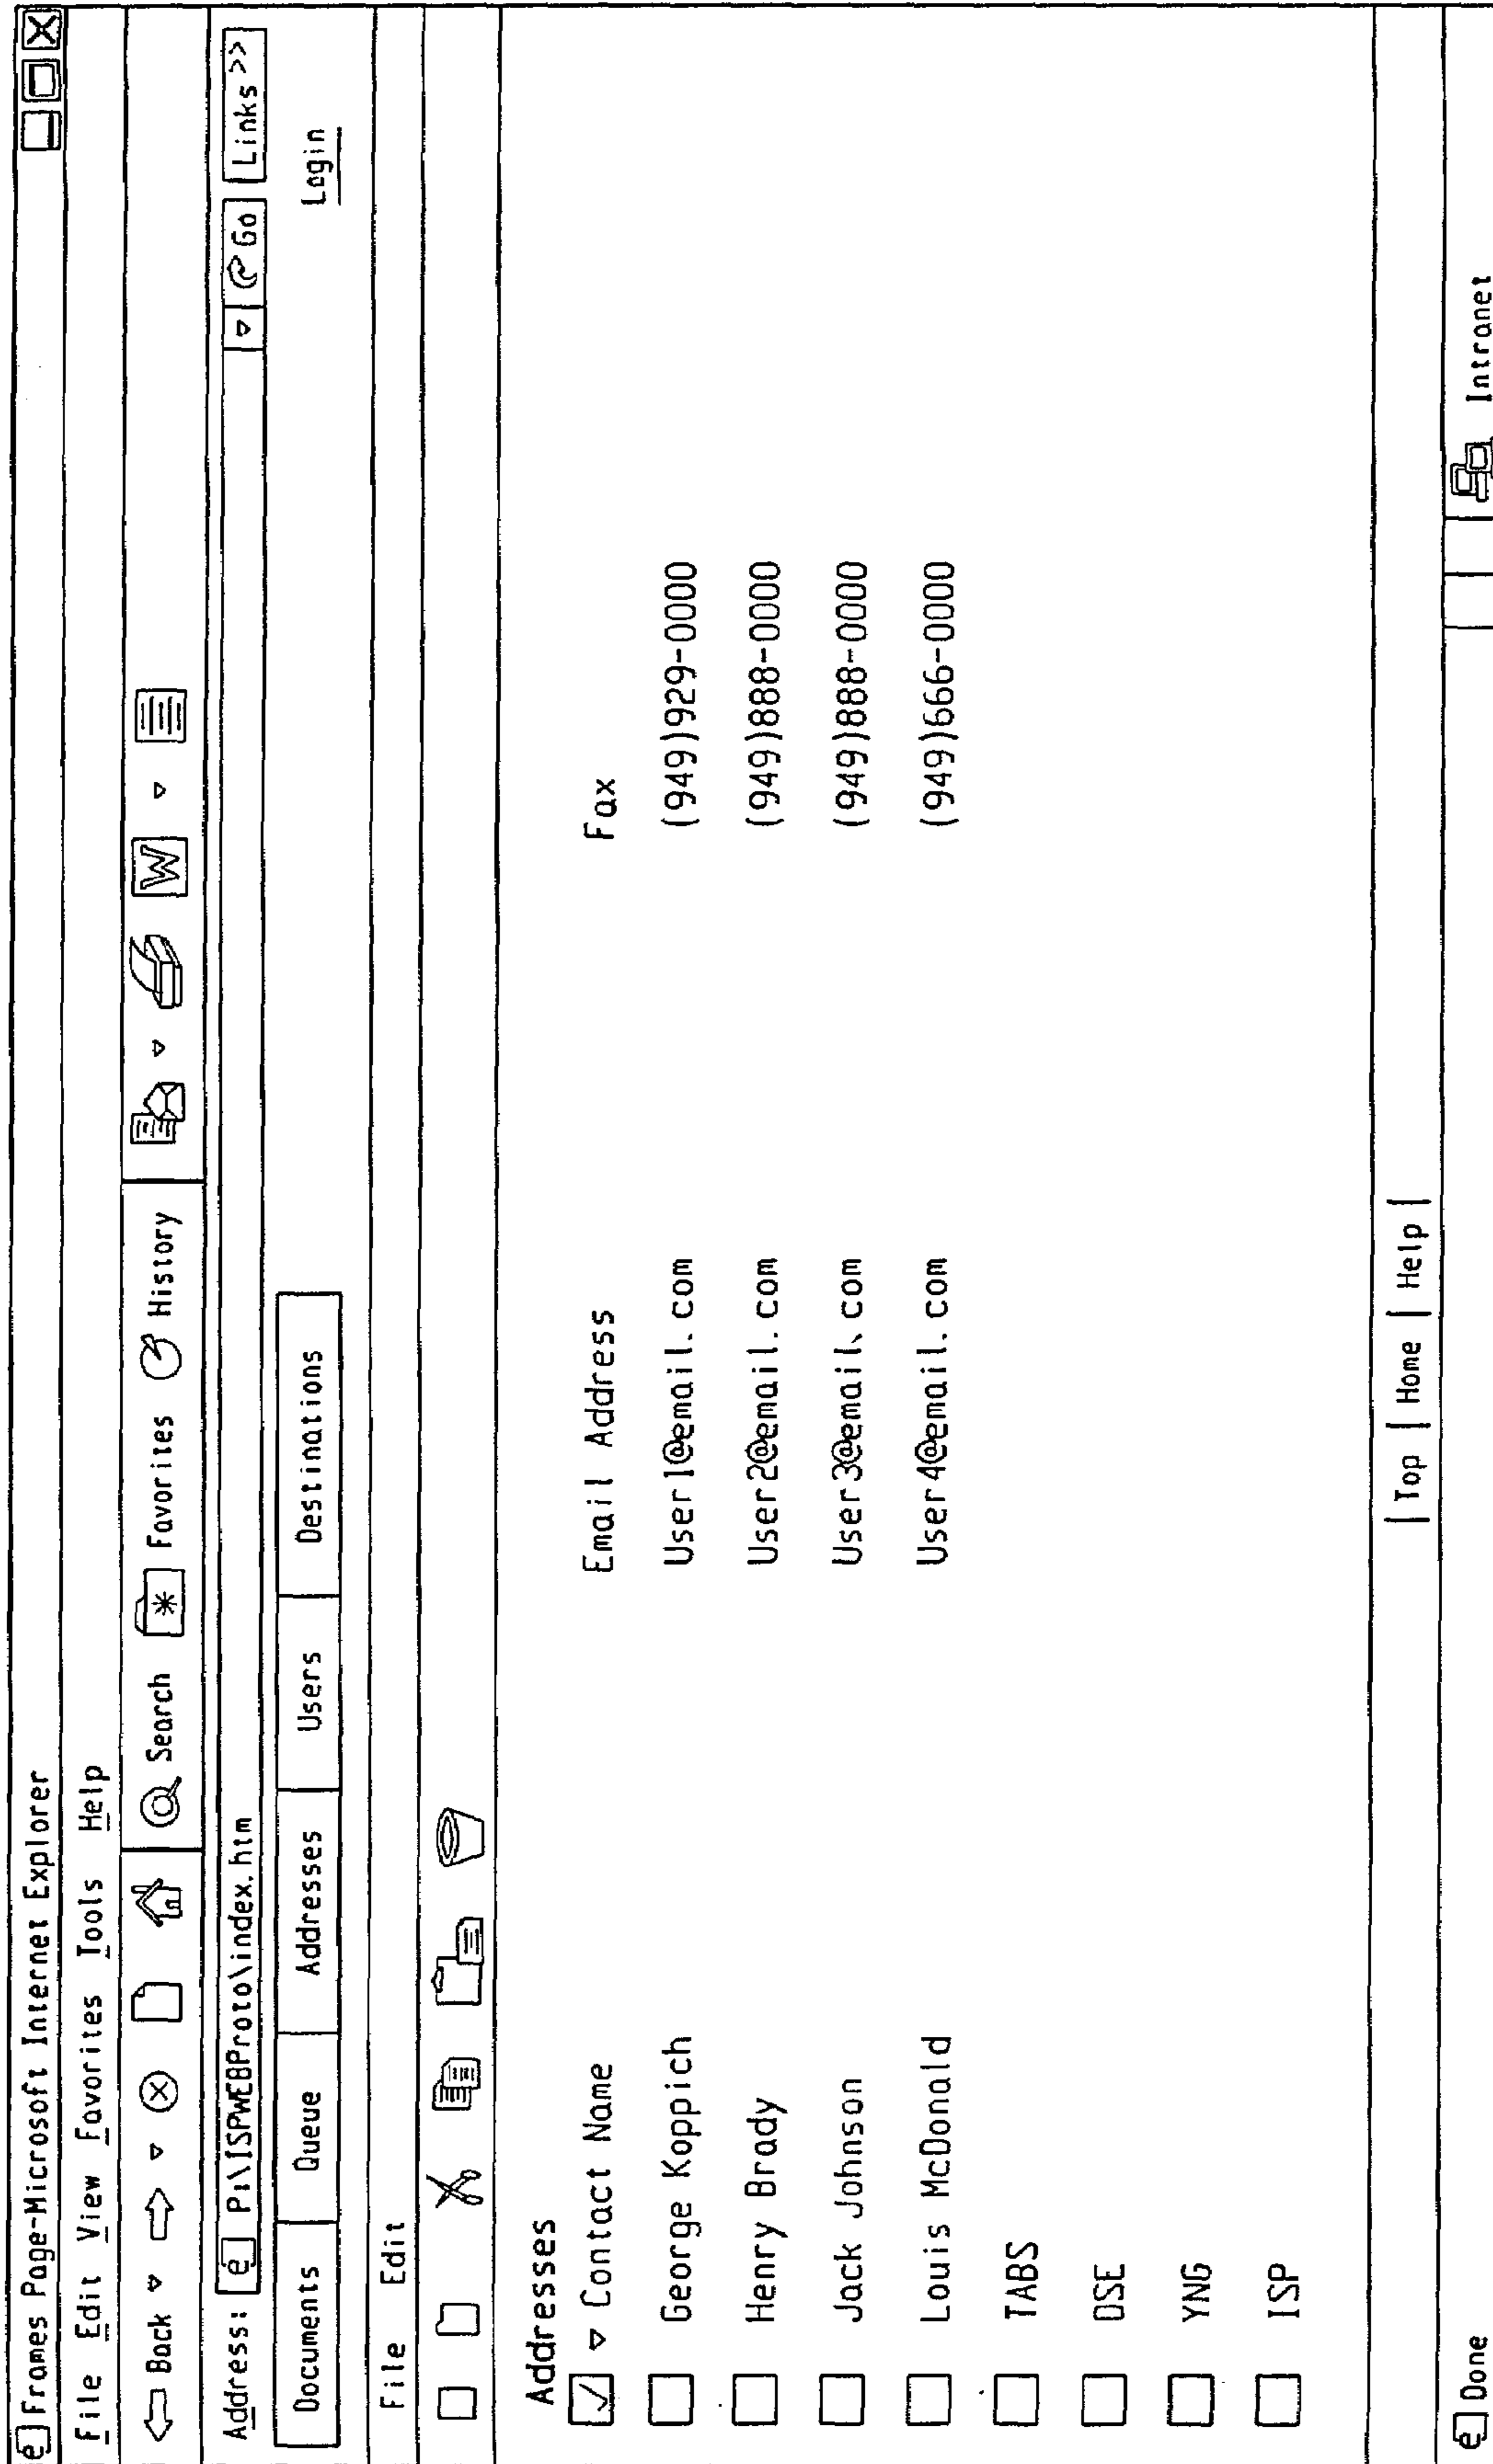 Frames Page-Microsoft Internet Explorer
File Edit View Favorites Tools Help
Back Search Favorites History W
Address: P:\ISPWEBProto\index.htm Go Links >>
Documents Queue Addresses Users Destinations Login
File Edit
Addresses
Contact Name Email Address Fax
George Koppich User1@email.com (949)929-0000
Henry Brady User2@email.com (949)888-0000
Jack Johnson User3@email.com (949)888-0000
Louis McDonald User4@email.com (949)666-0000
TABS
DSE
YNG
ISP
| Top | Home | Help |
Done Intranet